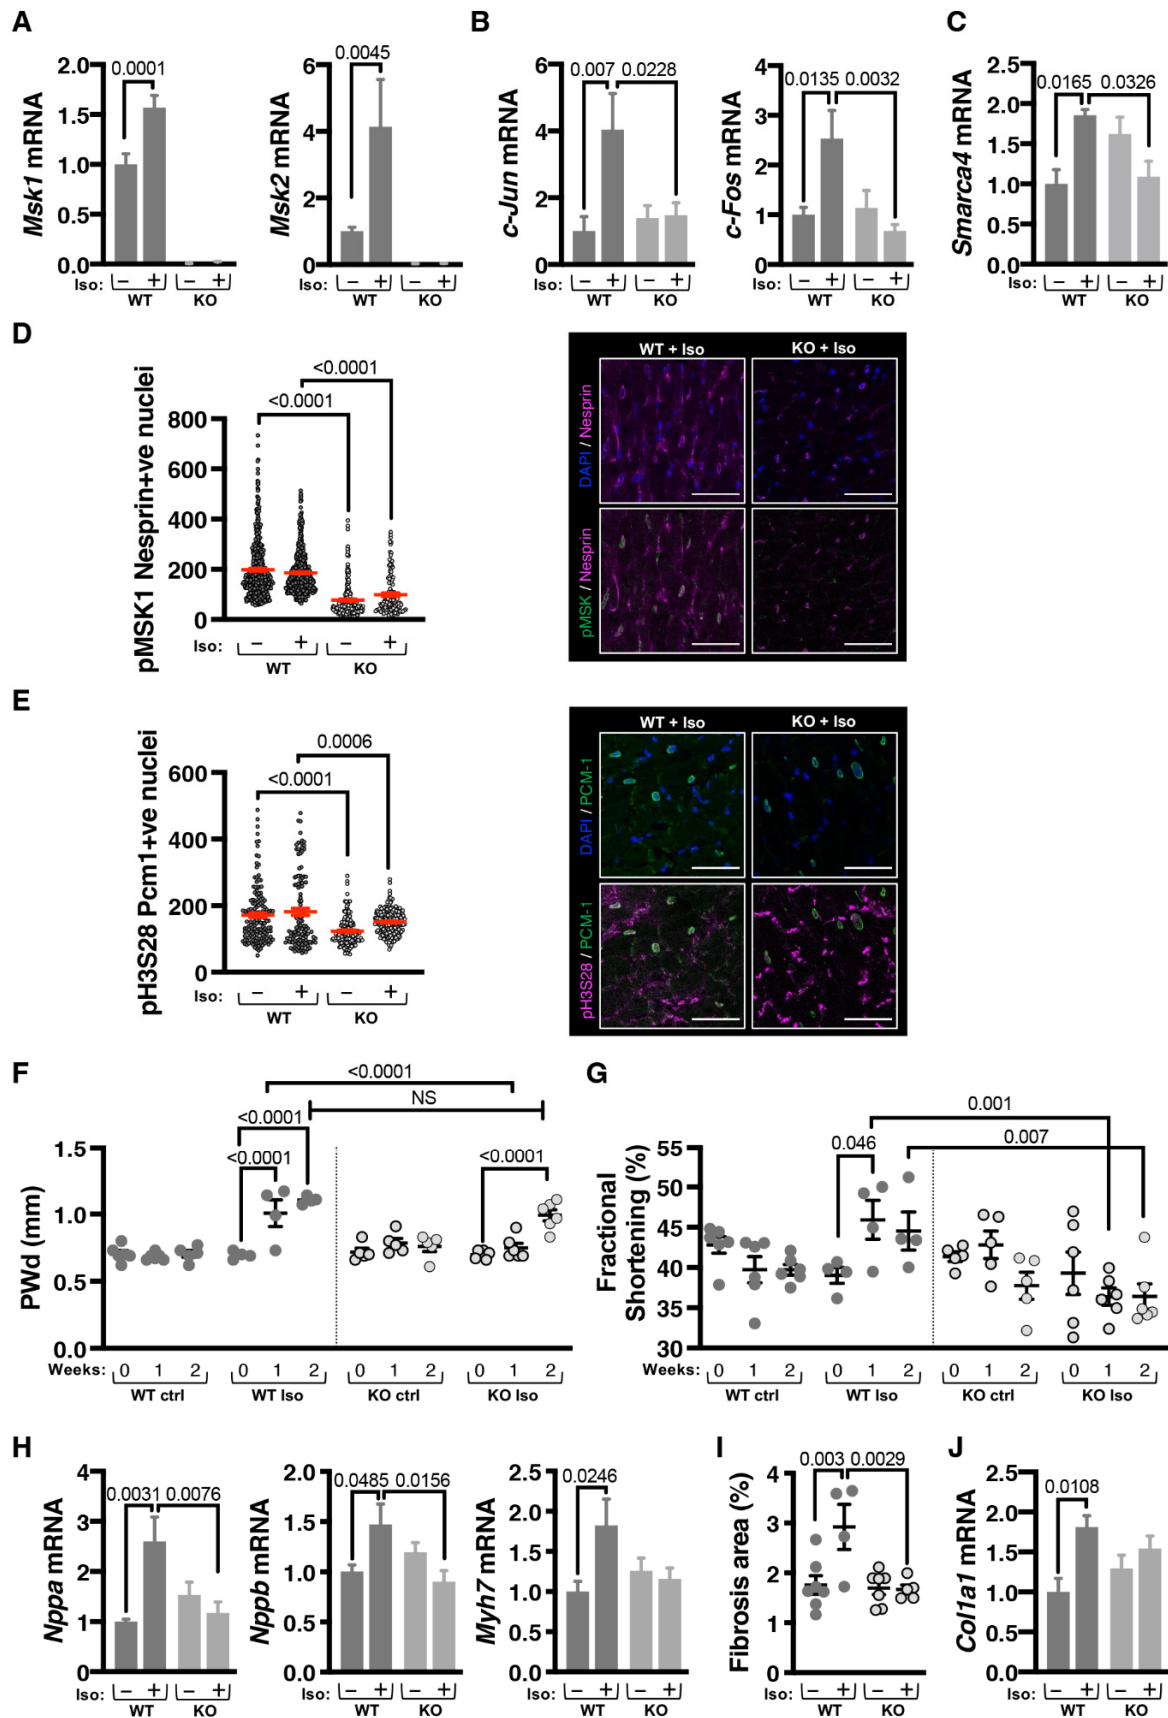 A
B
C
Msk1 mRNA
2.0
1.5
1.0
0.5
0.0
0.0001
Iso:
− + − +
WT KO
Msk2 mRNA
6
4
2
0
0.0045
− + − +
WT KO
c-Jun mRNA
6
4
2
0
0.007 0.0228
Iso:
− + − +
WT KO
c-Fos mRNA
4
3
2
1
0
0.0135 0.0032
− + − +
WT KO
Smarca4 mRNA
2.5
2.0
1.5
1.0
0.5
0.0
0.0165 0.0326
Iso:
− + − +
WT KO
D
pMSK1 Nesprin+ve nuclei
800
600
400
200
0
<0.0001
<0.0001
Iso:
− + − +
WT KO
WT + Iso KO + Iso
DAPI / Nesprin
pMSK / Nesprin
E
pH3S28 Pcm1+ve nuclei
600
400
200
0
0.0006
<0.0001
Iso:
− + − +
WT KO
WT + Iso KO + Iso
DAPI / PCM-1
pH3S28 / PCM-1
F
PWd (mm)
1.5
1.0
0.5
0.0
<0.0001
NS
<0.0001
<0.0001
<0.0001
Weeks: 0 1 2 0 1 2 0 1 2 0 1 2
WT ctrl WT Iso KO ctrl KO Iso
G
Fractional
Shortening (%)
55
50
45
40
35
30
0.001
0.046 0.007
Weeks: 0 1 2 0 1 2 0 1 2 0 1 2
WT ctrl WT Iso KO ctrl KO Iso
H
Nppa mRNA
4
3
2
1
0
0.0031 0.0076
Iso:
− + − +
WT KO
Nppb mRNA
2.0
1.5
1.0
0.5
0.0
0.0485 0.0156
− + − +
WT KO
Myh7 mRNA
2.5
2.0
1.5
1.0
0.5
0.0
0.0246
− + − +
WT KO
I
Fibrosis area (%)
4
3
2
1
0
0.003 0.0029
Iso:
− + − +
WT KO
J
Col1a1 mRNA
2.5
2.0
1.5
1.0
0.5
0.0
0.0108
Iso:
− + − +
WT KO